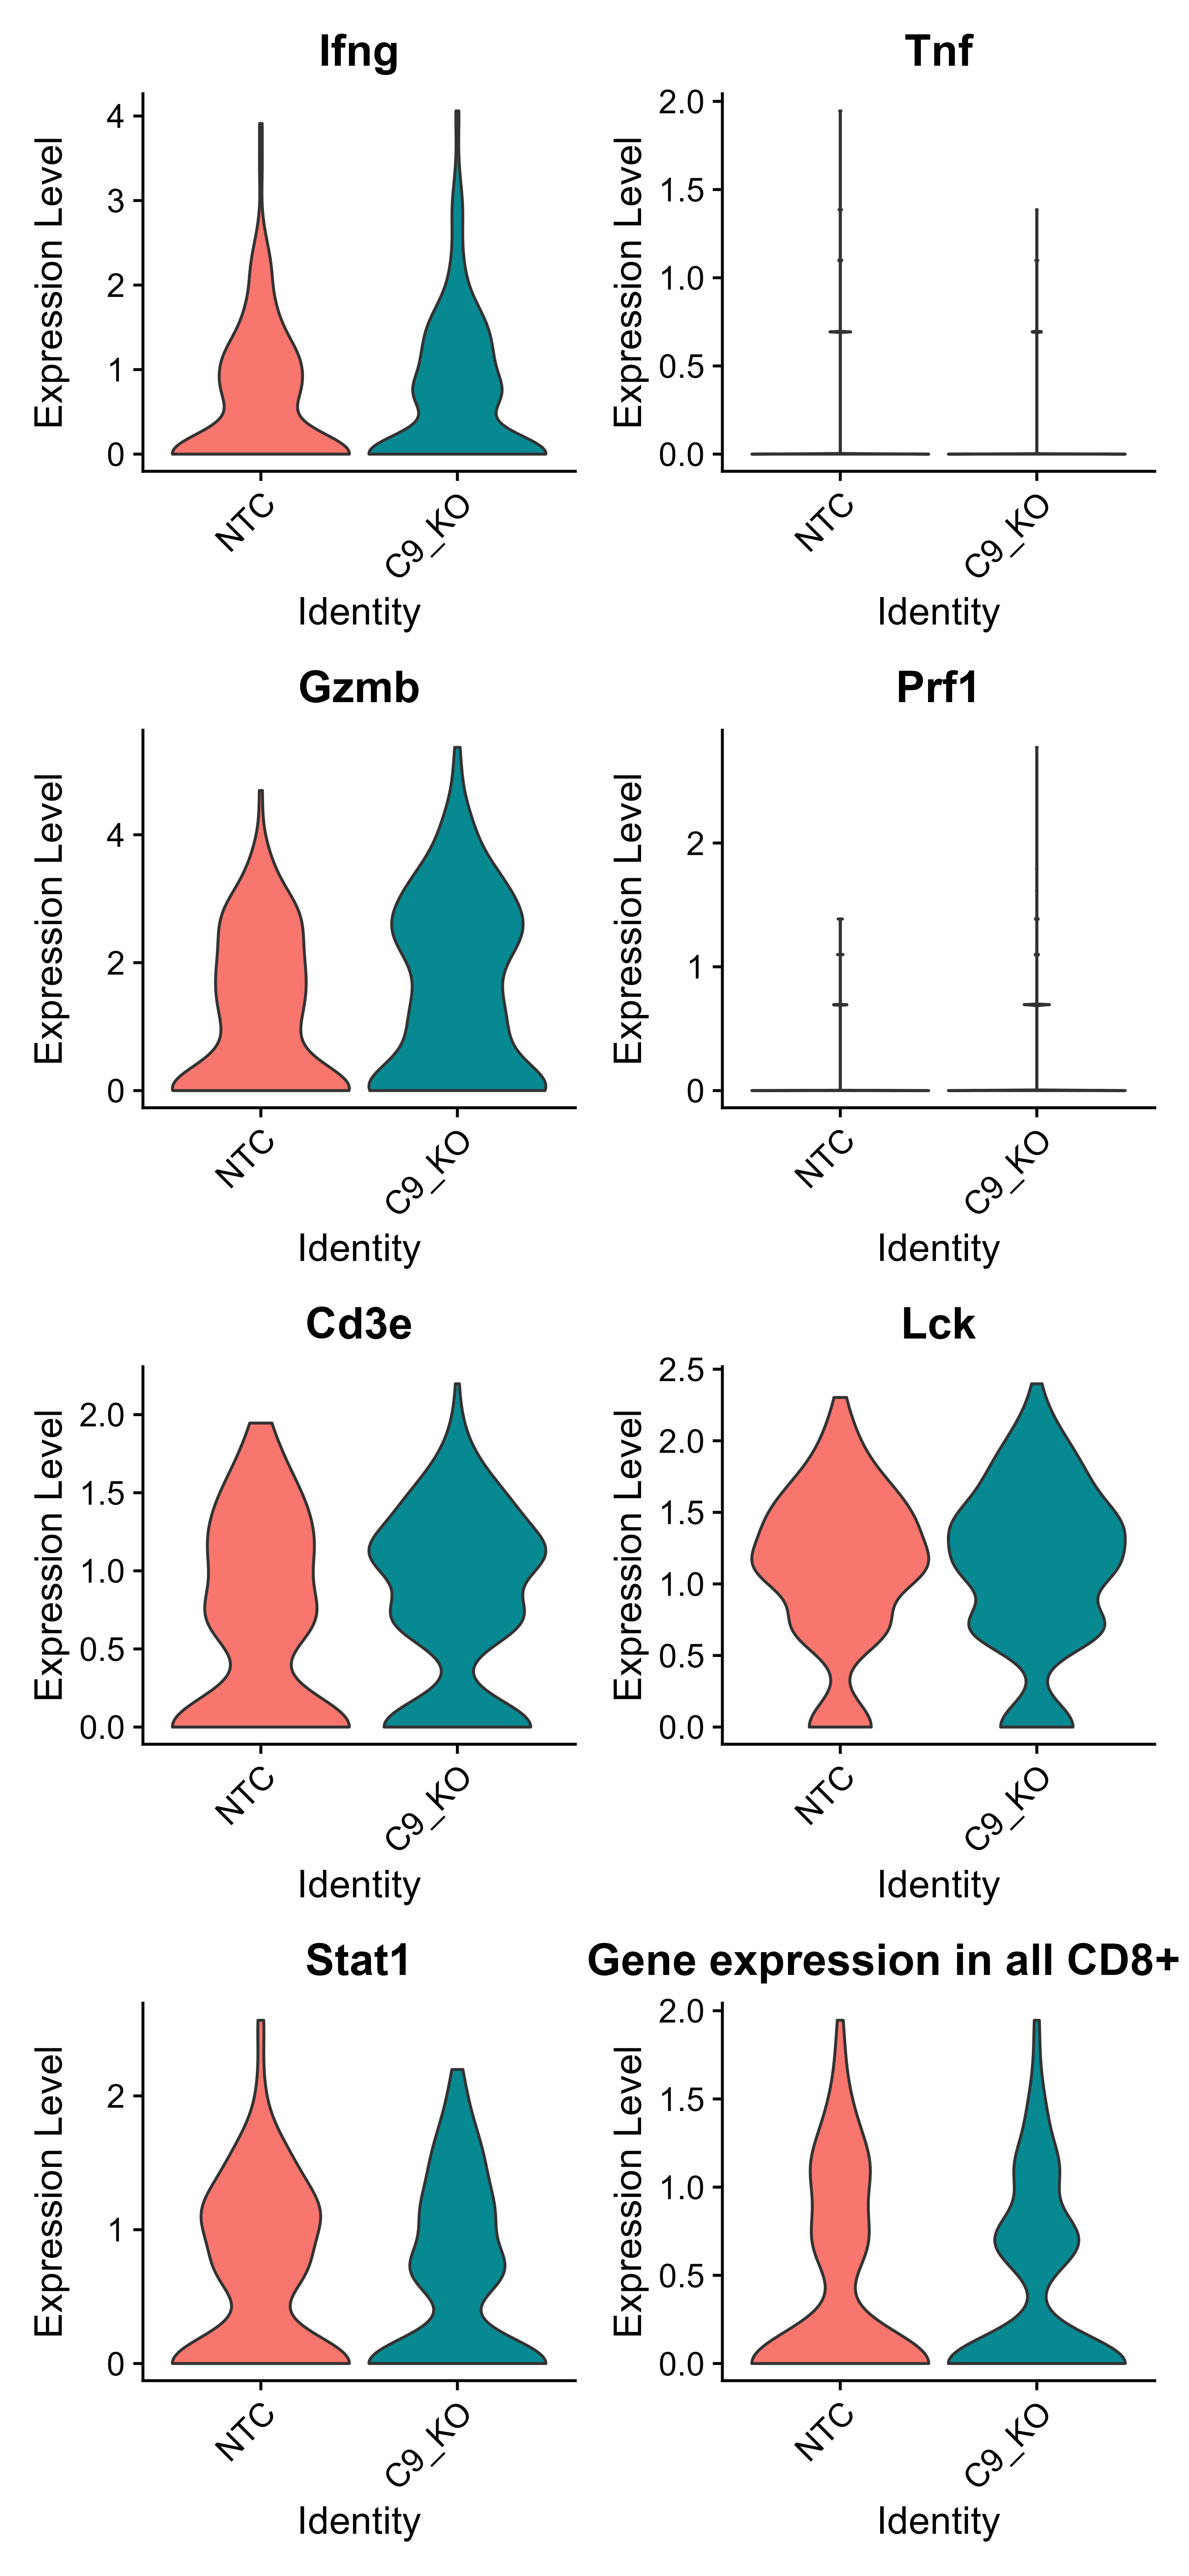 Ifng
Tnf
Expression Level
4
3
2
1
0
Expression Level
2.0
1.5
1.0
0.5
0.0
NTC
C9_KO
NTC
C9_KO
Identity
Identity
Gzmb
Prf1
Expression Level
4
2
0
Expression Level
2
1
0
NTC
C9_KO
NTC
C9_KO
Identity
Identity
Cd3e
Lck
Expression Level
2.0
1.5
1.0
0.5
0.0
Expression Level
2.5
2.0
1.5
1.0
0.5
0.0
NTC
C9_KO
NTC
C9_KO
Identity
Identity
Stat1
Gene expression in all CD8+
Expression Level
2
1
0
Expression Level
2.0
1.5
1.0
0.5
0.0
NTC
C9_KO
NTC
C9_KO
Identity
Identity